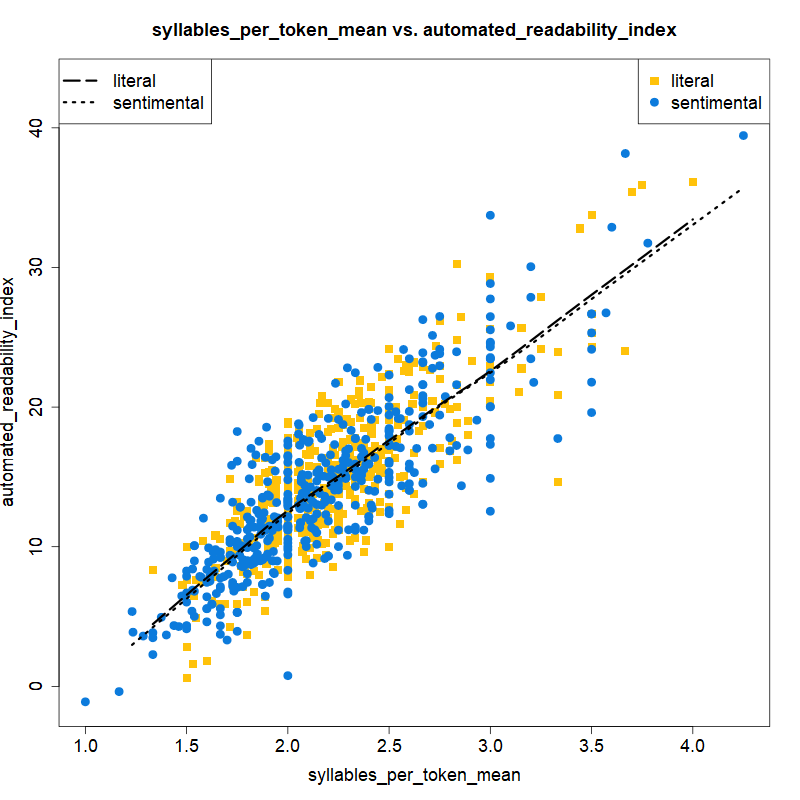 syllables_per_token_mean vs. automated_readability_index
literal
sentimental
literal
sentimental
automated_readability_index
40
30
20
10
0
1.0 1.5 2.0 2.5 3.0 3.5 4.0
syllables_per_token_mean